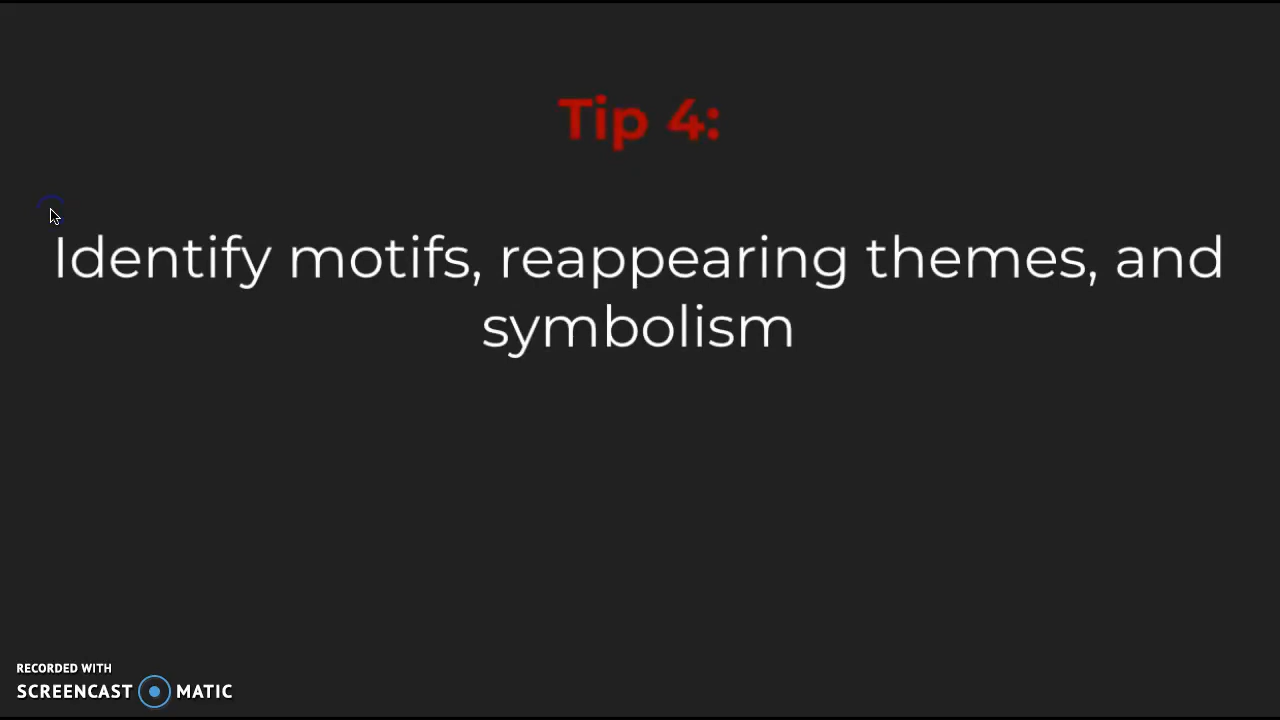 Tip 4:
Identify motifs, reappearing themes, and
symbolism
RECORDED WITH
SCREENCAST MATIC